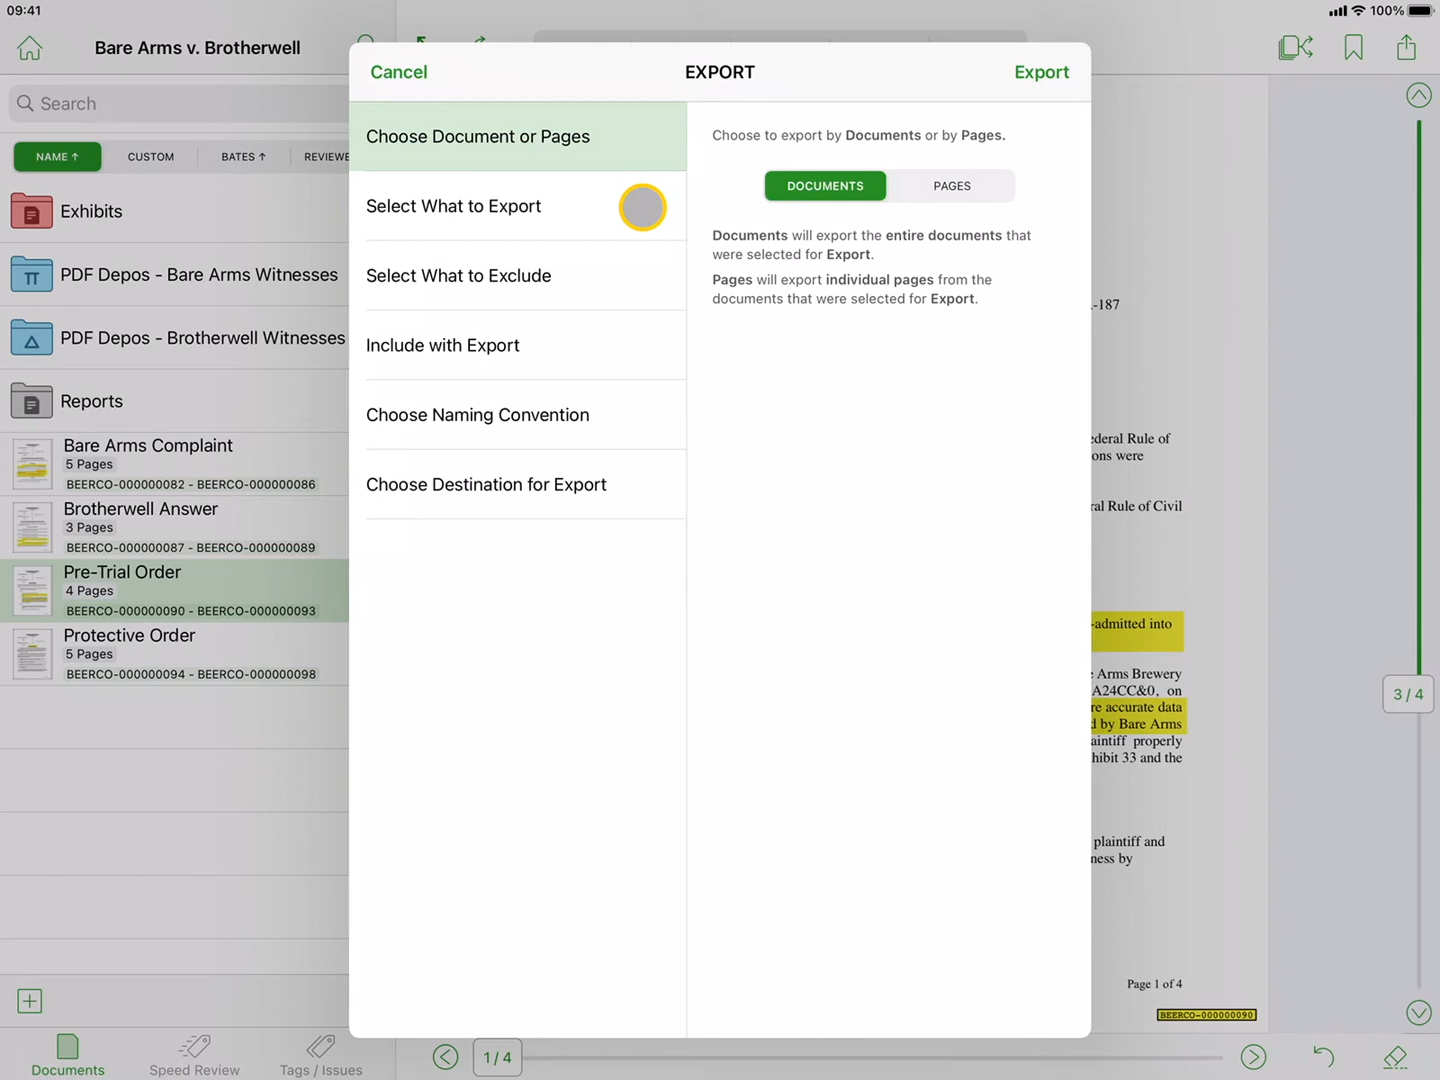 09:41
100%
Bare Arms v. Brotherwell
Search
NAME ↑
CUSTOM
BATES ↑
Exhibits
PDF Depos - Bare Arms Witnesses
PDF Depos - Brotherwell Witnesses
Reports
Bare Arms Complaint
5 Pages
BEERCO-000000082 - BEERCO-000000086
Brotherwell Answer
3 Pages
BEERCO-000000087 - BEERCO-000000089
Pre-Trial Order
4 Pages
BEERCO-000000090 - BEERCO-000000093
Protective Order
5 Pages
BEERCO-000000094 - BEERCO-000000098
Documents
Speed Review
Tags / Issues
Cancel
EXPORT
Export
Choose Document or Pages
Select What to Export
Select What to Exclude
Include with Export
Choose Naming Convention
Choose Destination for Export
Choose to export by Documents or by Pages.
DOCUMENTS
PAGES
Documents will export the entire documents that
were selected for Export.
Pages will export individual pages from the
documents that were selected for Export.
-187
Rule of
ons were
Rule of Civil
-admitted into
Arms Brewery
A24CC&0, on
re accurate data
d by Bare Arms
aintiff properly
hibit 33 and the
plaintiff and
ness by
Page 1 of 4
BEERCO-000000090
3 / 4
1 / 4